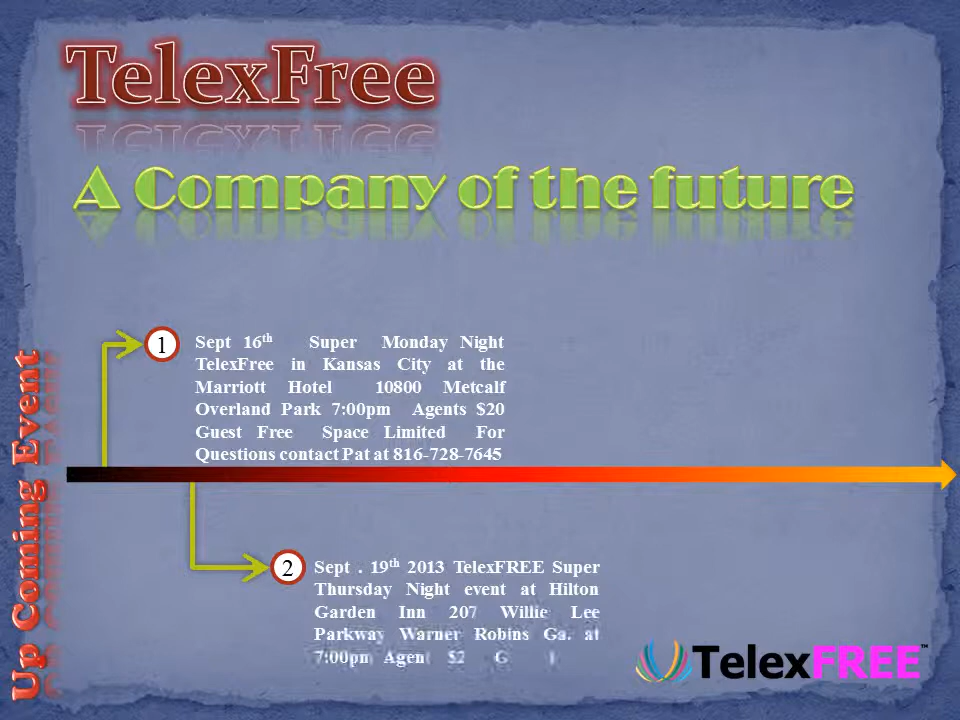 TelexFree
A Company of the future
Up Coming Event
1
Sept 16th Super Monday Night
TelexFree in Kansas City at the
Marriott Hotel 10800 Metcalf
Overland Park 7:00pm Agents $20
Guest Free Space Limited For
Questions contact Pat at 816-728-7645
2
Sept . 19th 2013 TelexFREE Super
Thursday Night event at Hilton
Garden Inn 207 Willie Lee
Parkway Warner Robins Ga. at
7:00pm
TelexFREE™